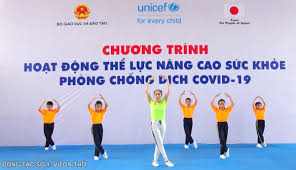 BỘ GIÁO DỤC VÀ ĐÀO TẠO
unicef
for every child
From
the People of Japan
CHƯƠNG TRÌNH
HOẠT ĐỘNG THỂ LỰC NÂNG CAO SỨC KHỎE
PHÒNG CHỐNG DỊCH COVID-19
ĐỘNG TÁC SỐ 1: VƯƠN THỞ